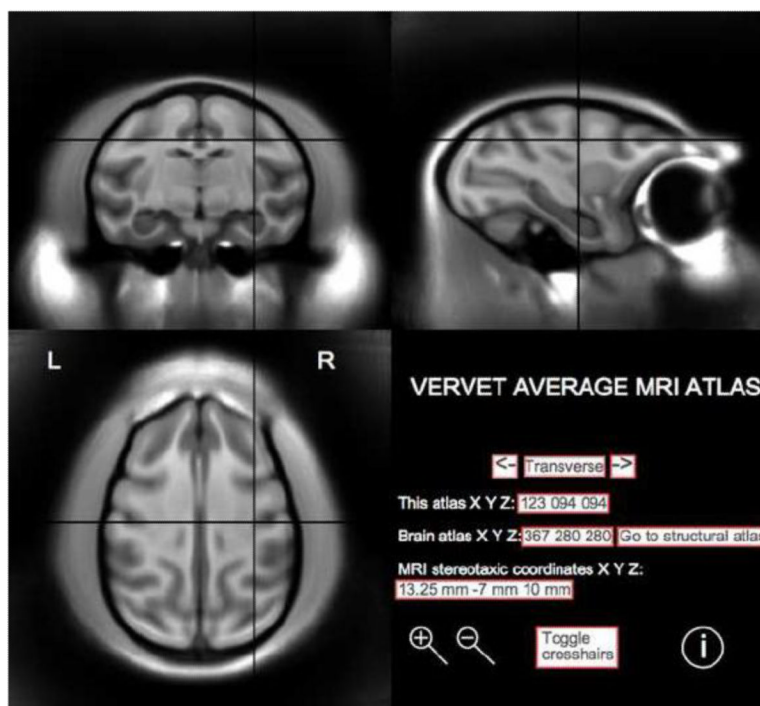 L R
VERVET AVERAGE MRI ATLAS
<- Transverse ->
This atlas X Y Z: 123 094 094
Brain atlas X Y Z: 367 280 280 Go to structural atlas
MRI stereotaxic coordinates X Y Z:
13.25 mm -7 mm 10 mm
Toggle
crosshairs
i